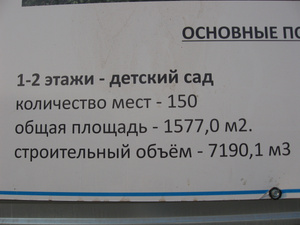 ОСНОВНЫЕ
1-2 этажи - детский сад
количество мест - 150
общая площадь - 1577,0 м2.
строительный объём - 7190,1 м3